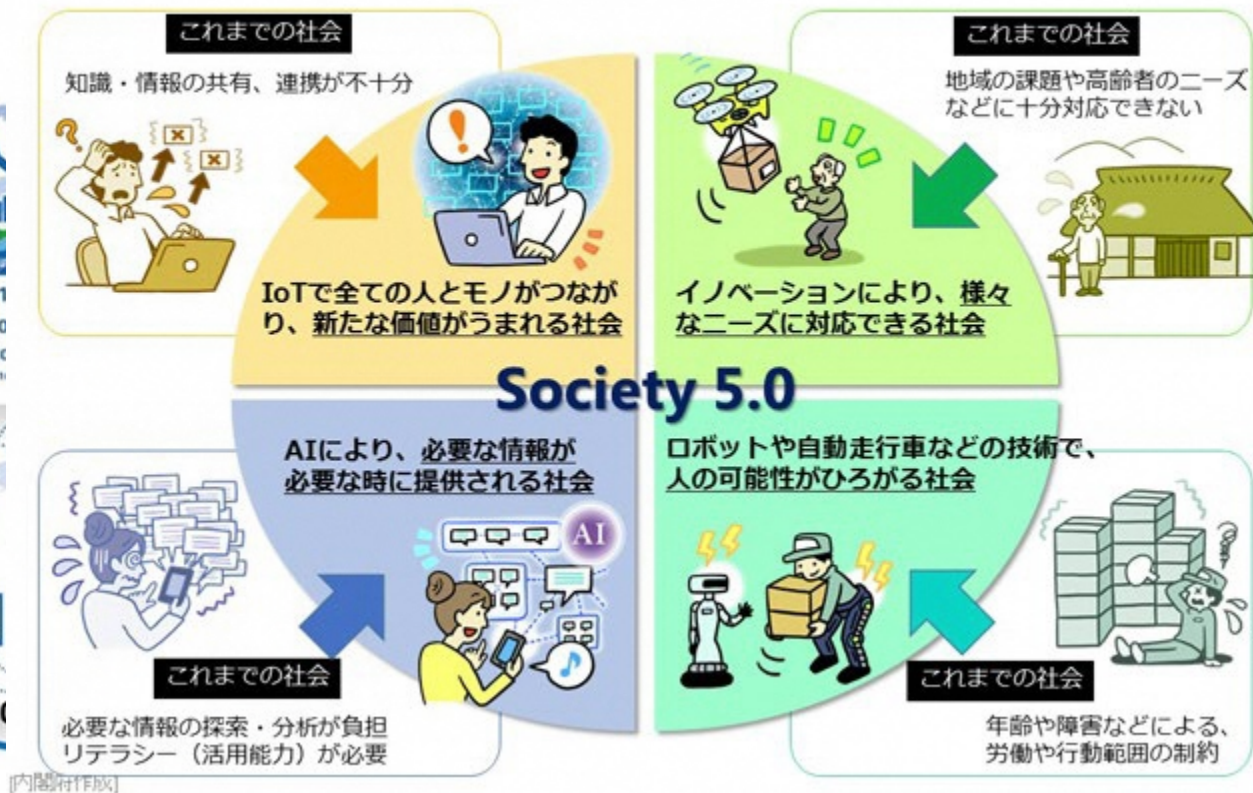 これまでの社会
知識・情報の共有、連携が不十分
これまでの社会
地域の課題や高齢者のニーズ
などに十分対応できない
IoTで全ての人とモノがつなが
り、新たな価値がうまれる社会
イノベーションにより、様々
なニーズに対応できる社会
Society 5.0
AIにより、必要な情報が
必要な時に提供される社会
ロボットや自動走行車などの技術で、
人の可能性がひろがる社会
AI
これまでの社会
必要な情報の探索・分析が負担
リテラシー（活用能力）が必要
これまでの社会
年齢や障害などによる、
労働や行動範囲の制約
[内閣府作成]